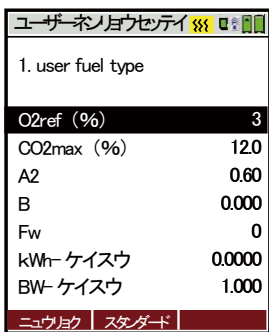 ユーザーネンリョウセッテイ
1. user fuel type
O2ref (%) 3
CO2max (%) 12.0
A2 0.60
B 0.000
Fw 0
kWh-ケイスウ 0.0000
BW-ケイスウ 1.000
ニュウリョク スタンダード